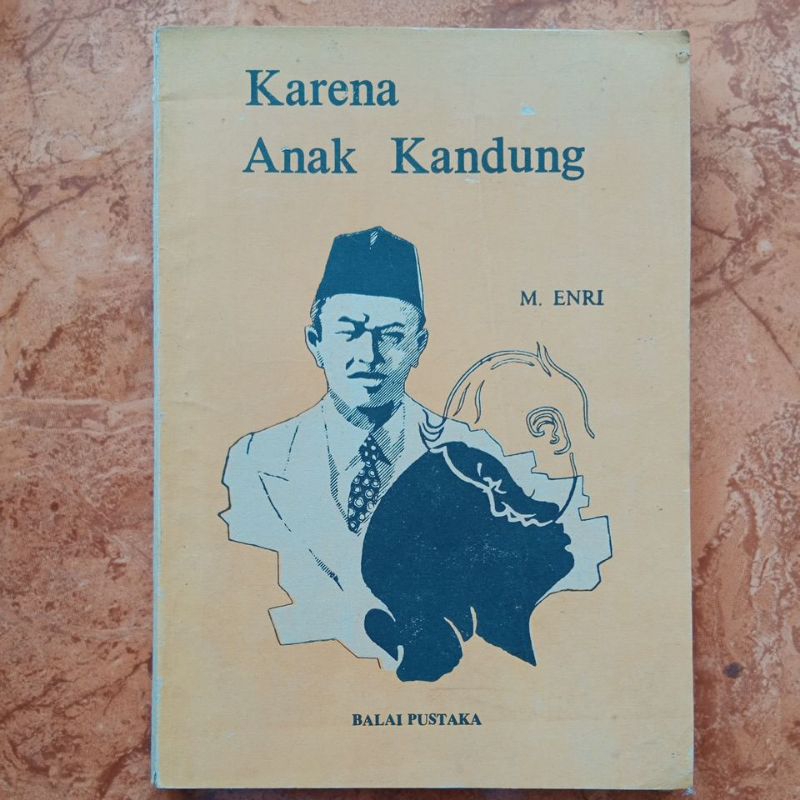 Karena
Anak Kandung
M. ENRI
BALAI PUSTAKA